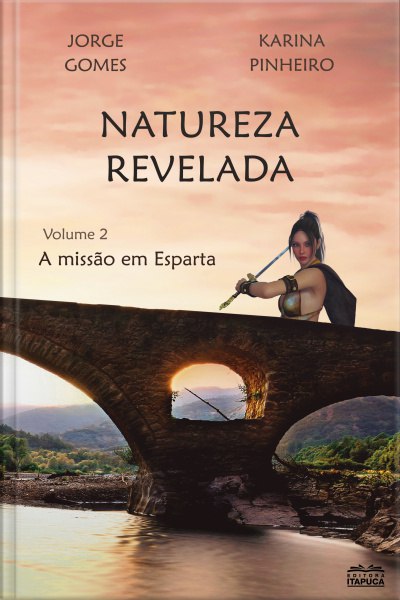 JORGE
GOMES
KARINA
PINHEIRO
NATUREZA
REVELADA
Volume 2
A missão em Esparta
EDITORA
ITAPUCA